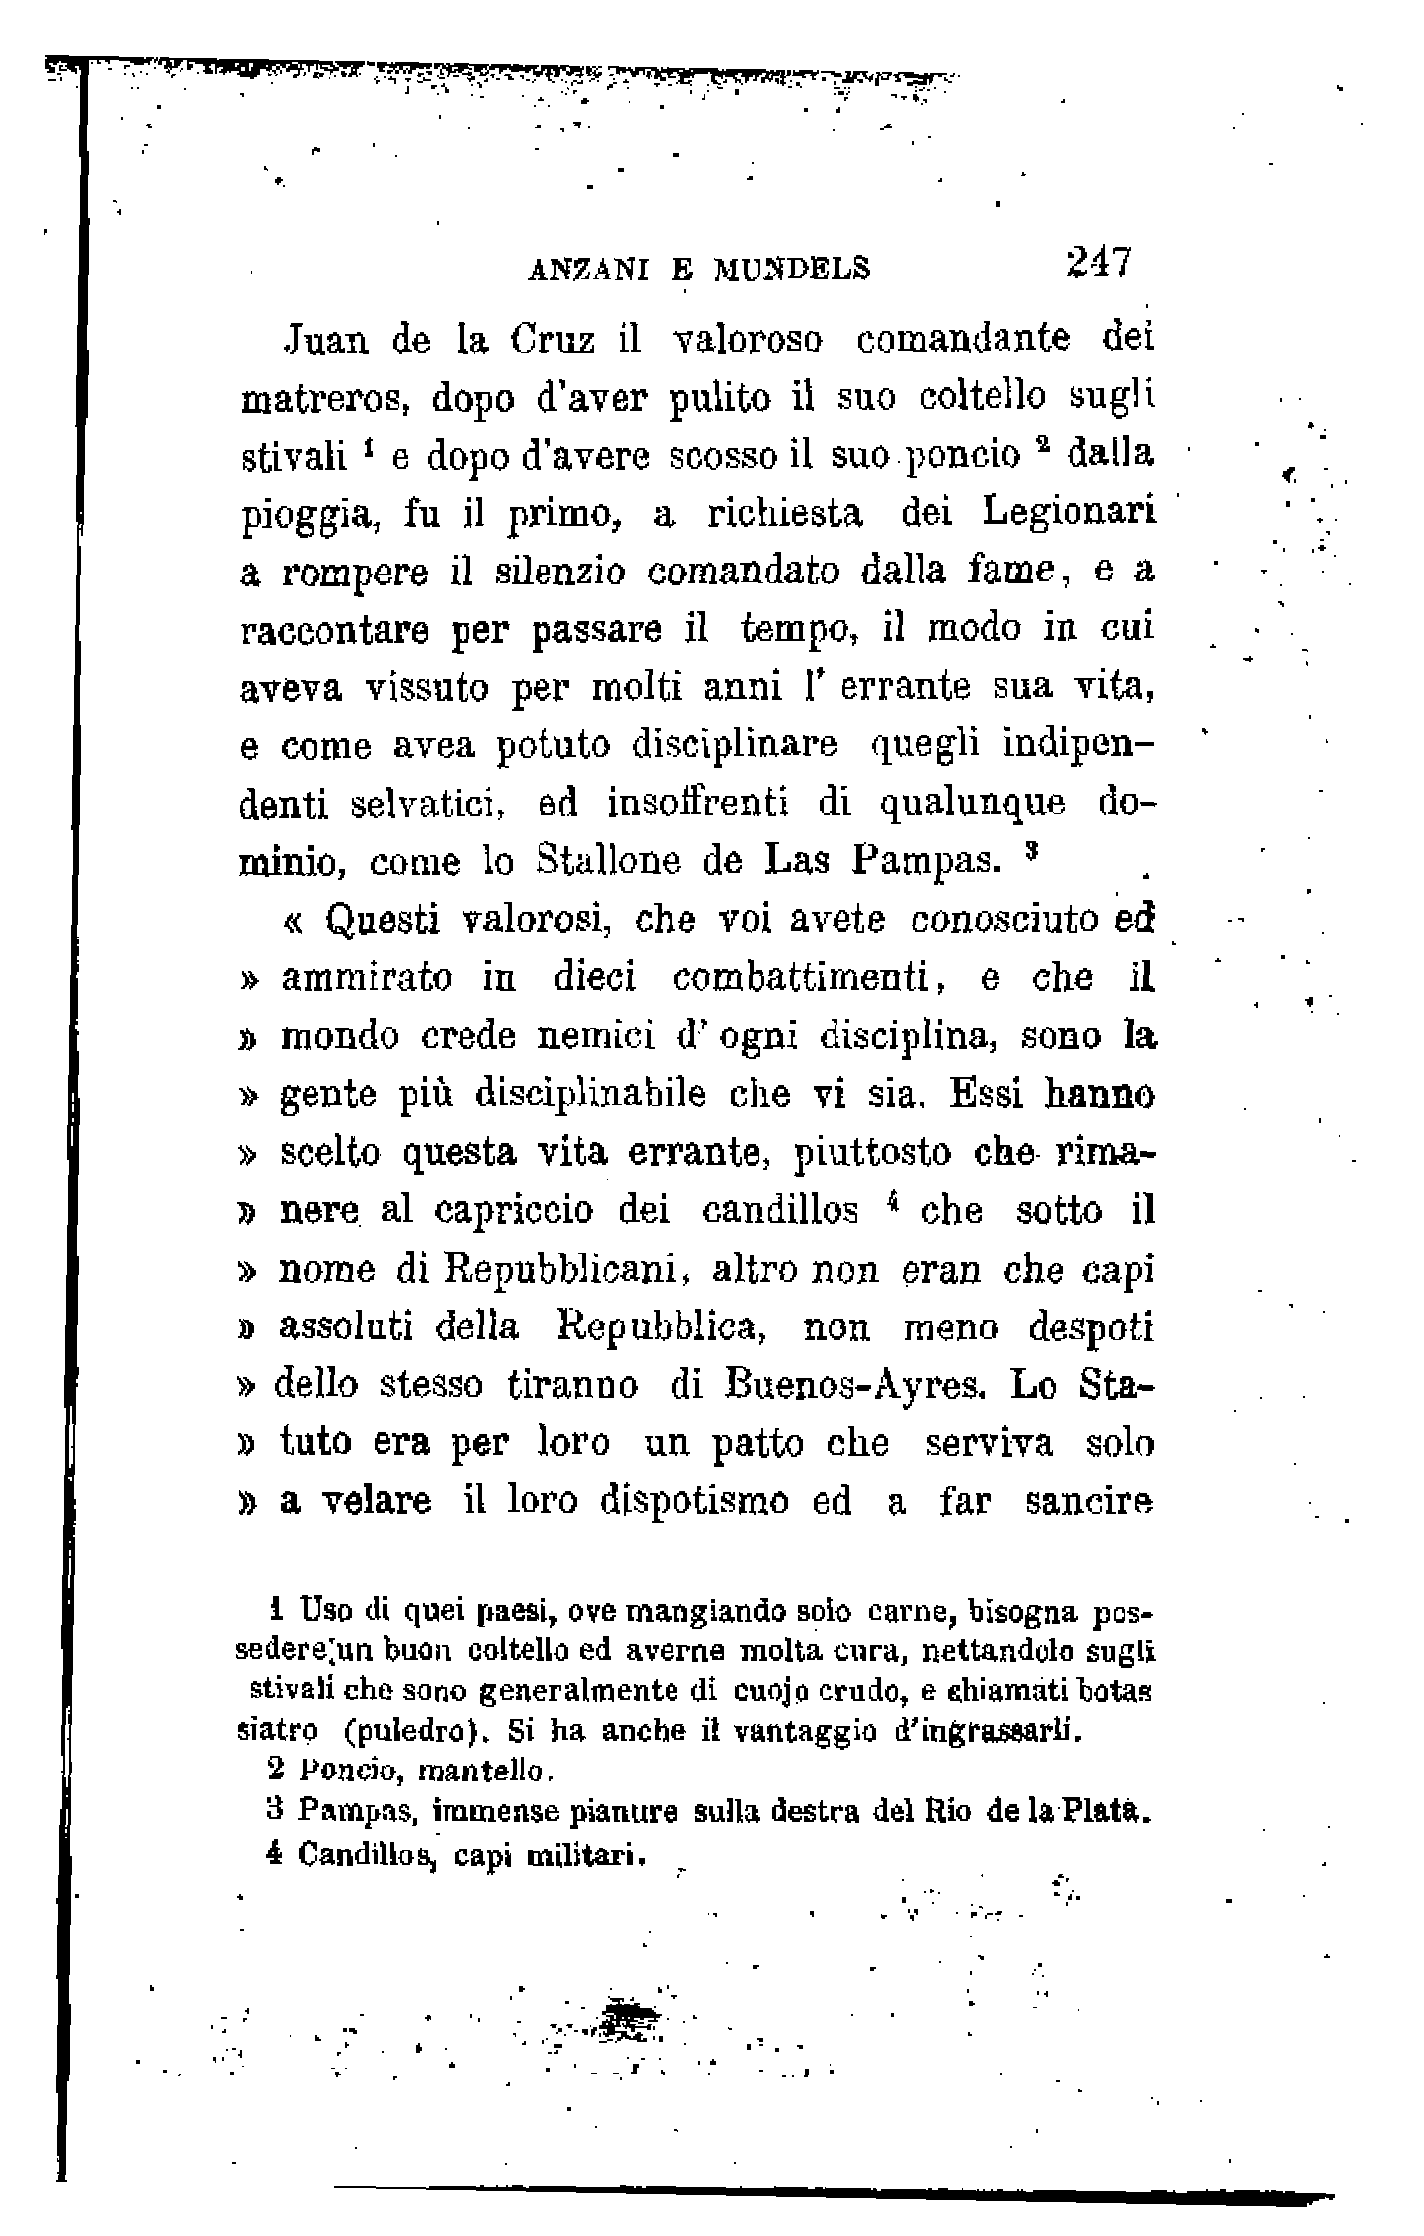 ANZANI E MUNDELS 247
Juan de la Cruz il valoroso comandante dei
matreros, dopo d'aver pulito il suo coltello sugli
stivali ¹ e dopo d'avere scosso il suo poncio ² dalla
pioggia, fu il primo, a richiesta dei Legionari
a rompere il silenzio comandato dalla fame, e a
raccontare per passare il tempo, il modo in cui
aveva vissuto per molti anni l' errante sua vita,
e come avea potuto disciplinare quegli indipen-
denti selvatici, ed insoffrenti di qualunque do-
minio, come lo Stallone de Las Pampas. ³
« Questi valorosi, che voi avete conosciuto ed
» ammirato in dieci combattimenti, e che il
» mondo crede nemici d' ogni disciplina, sono la
» gente più disciplinabile che vi sia. Essi hanno
» scelto questa vita errante, piuttosto che rima-
» nere al capriccio dei candillos ⁴ che sotto il
» nome di Repubblicani, altro non eran che capi
» assoluti della Repubblica, non meno despoti
» dello stesso tiranno di Buenos-Ayres. Lo Sta-
» tuto era per loro un patto che serviva solo
» a velare il loro dispotismo ed a far sancire
1 Uso di quei paesi, ove mangiando solo carne, bisogna pos-
sedere un buon coltello ed averne molta cura, nettandolo sugli
stivali che sono generalmente di cuojo crudo, e chiamati botas
siatro (puledro). Si ha anche il vantaggio d'ingrassarli.
2 Poncio, mantello.
3 Pampas, immense pianure sulla destra del Rio de la Plata.
4 Candillos, capi militari.